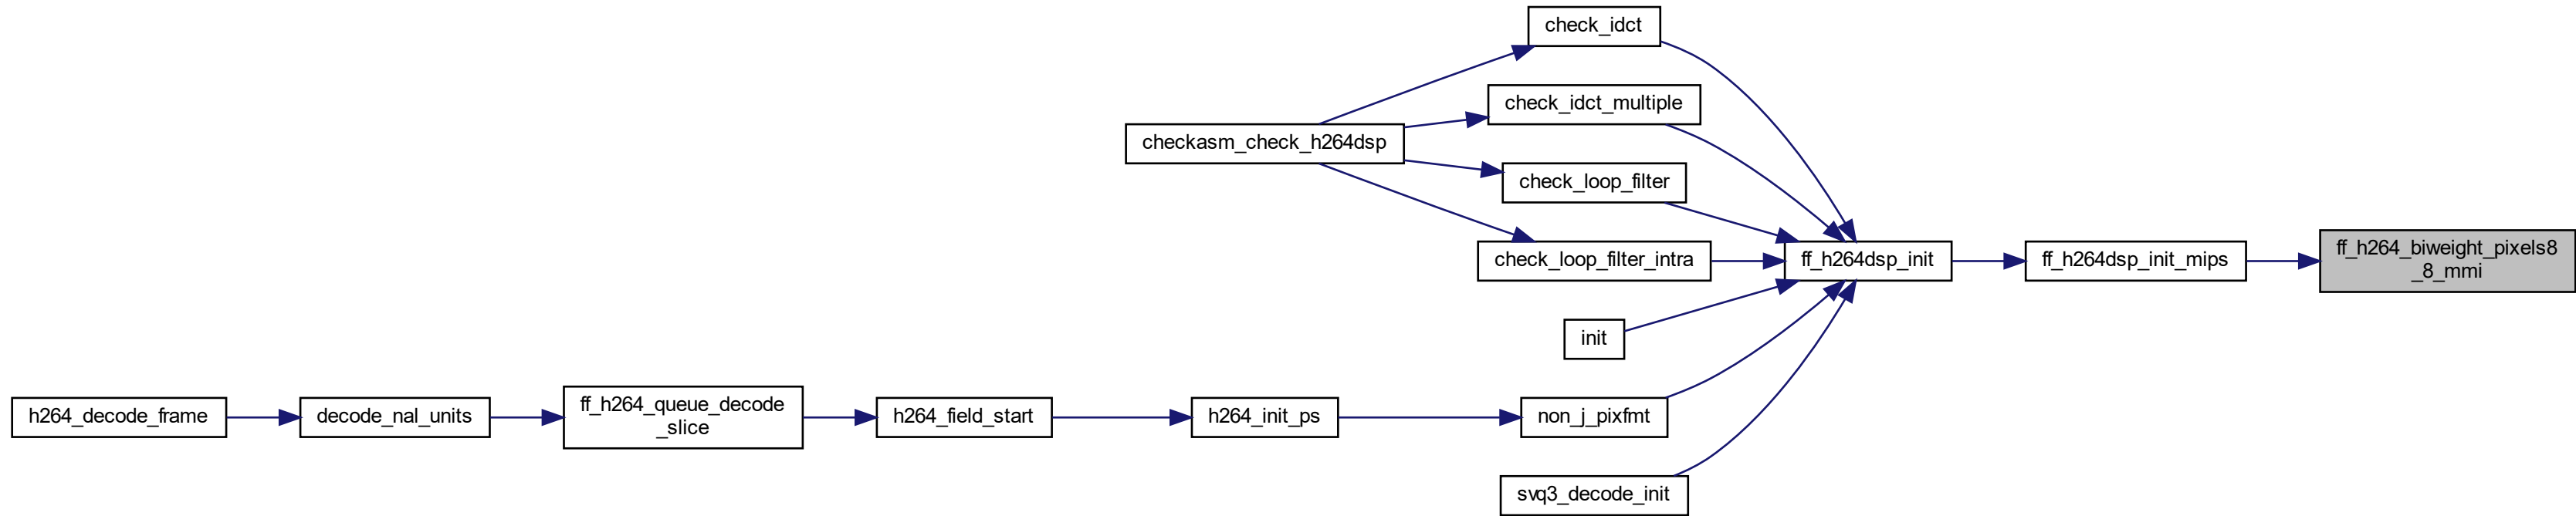 check_idct
check_idct_multiple
checkasm_check_h264dsp
check_loop_filter
check_loop_filter_intra
ff_h264dsp_init
ff_h264dsp_init_mips
ff_h264_biweight_pixels8
_8_mmi
init
h264_decode_frame
decode_nal_units
ff_h264_queue_decode
_slice
h264_field_start
h264_init_ps
non_j_pixfmt
svq3_decode_init